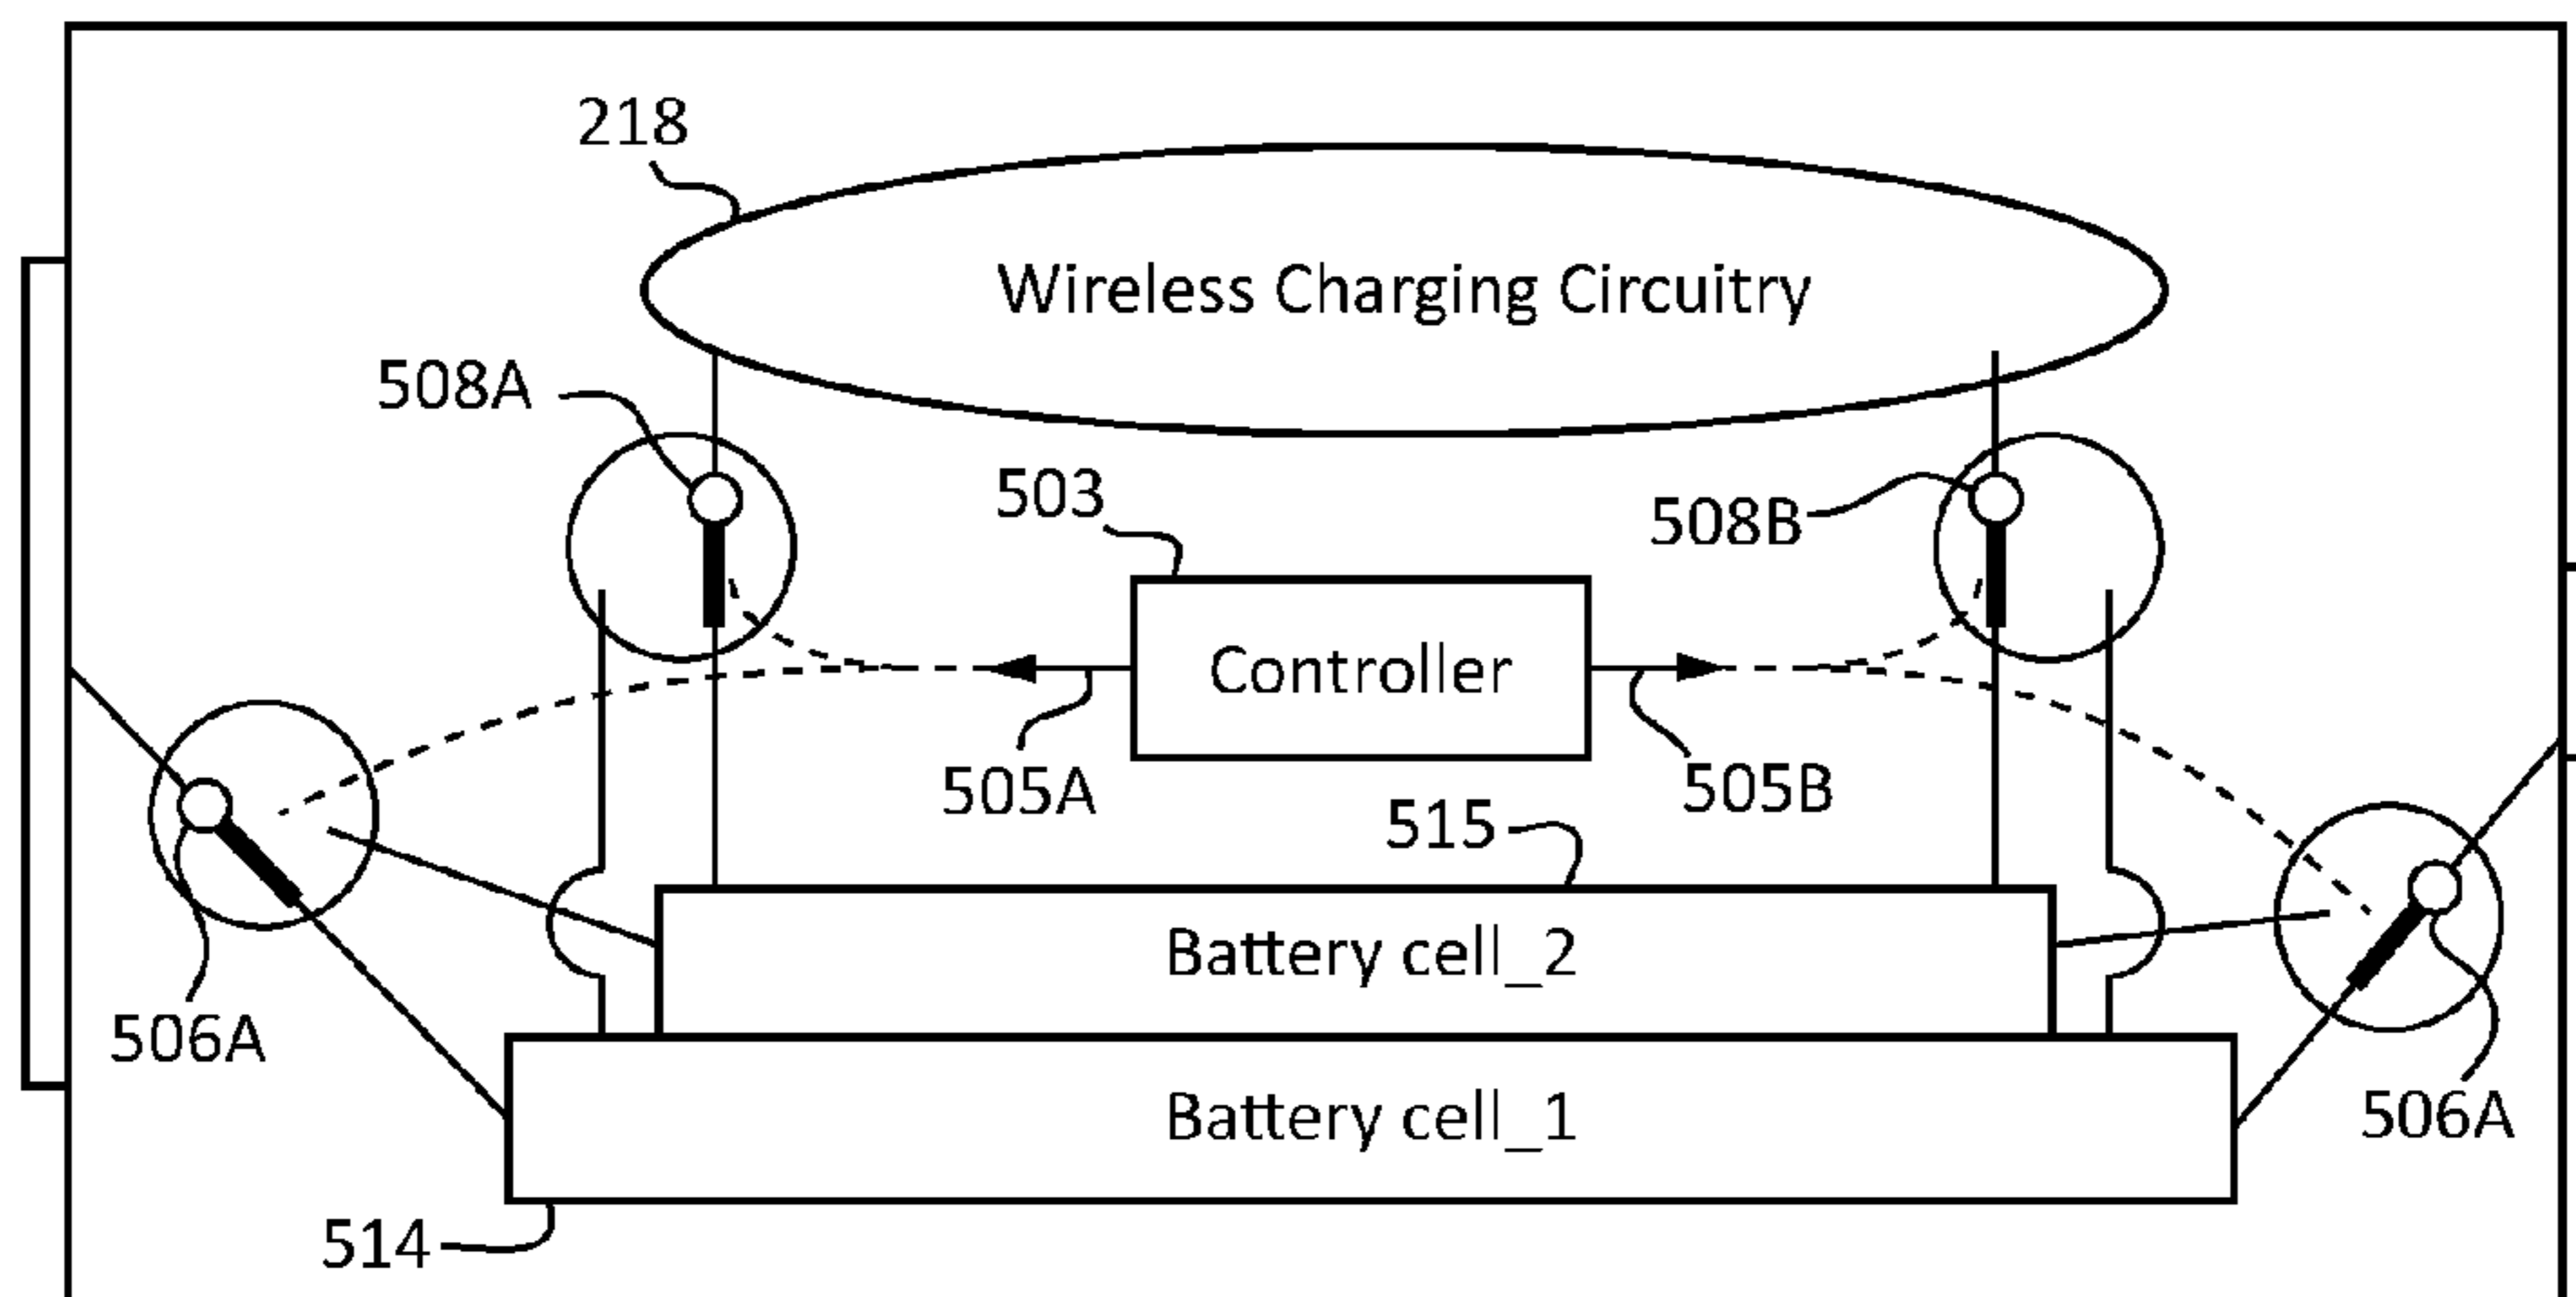 218
Wireless Charging Circuitry
508A
503
508B
Controller
505A
505B
515
Battery cell_2
506A
Battery cell_1
506A
514